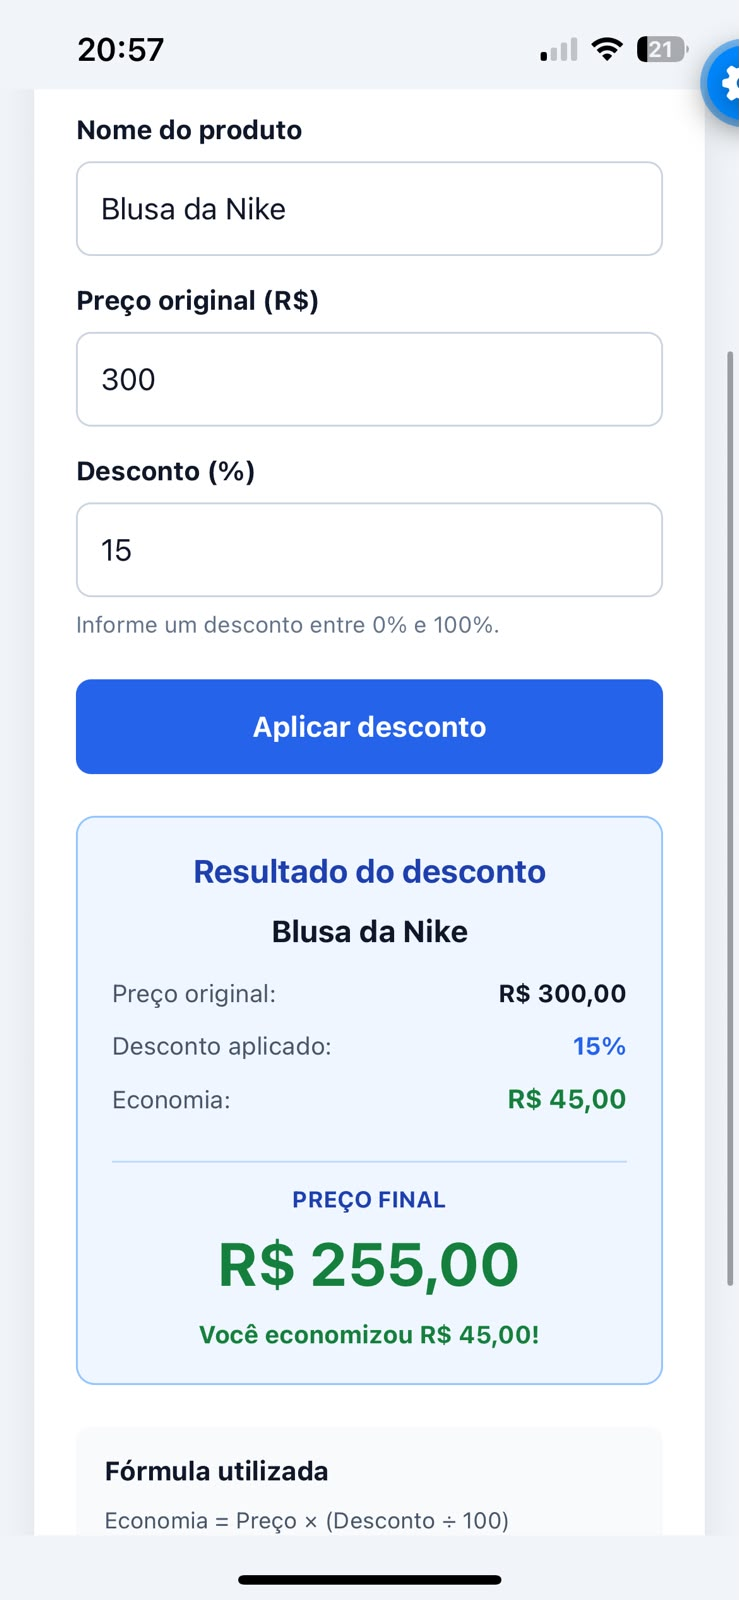 20:57
21
Nome do produto
Blusa da Nike
Preço original (R$)
300
Desconto (%)
15
Informe um desconto entre 0% e 100%.
Aplicar desconto
Resultado do desconto
Blusa da Nike
Preço original: R$ 300,00
Desconto aplicado: 15%
Economia: R$ 45,00
PREÇO FINAL
R$ 255,00
Você economizou R$ 45,00!
Fórmula utilizada
Economia = Preço × (Desconto ÷ 100)